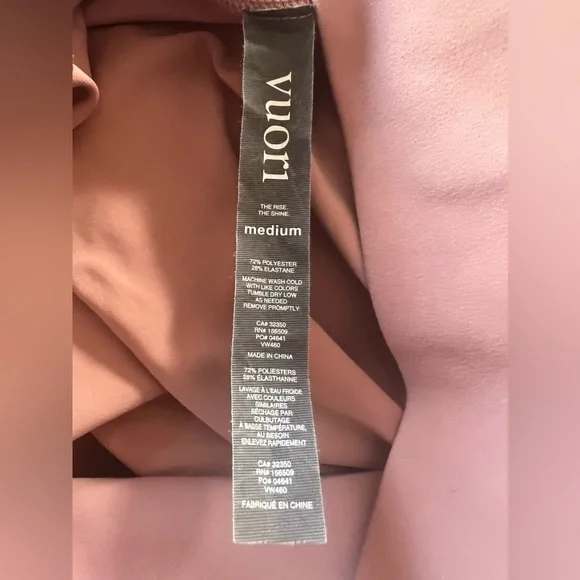 vuori
THE RISE.
THE SHINE.
medium
72% POLYESTER
28% ELASTANE
MACHINE WASH COLD
WITH LIKE COLORS
TUMBLE DRY LOW
AS NEEDED
REMOVE PROMPTLY
CA# 32350
RN# 156509
PO# 04641
VW460
MADE IN CHINA
72% POLIESTERS
28% ÉLASTHANNE
LAVAGE À L'EAU FROIDE
AVEC COULEURS
SIMILAIRES
SÉCHAGE PAR
CULBUTAGE
À BASSE TEMPÉRATURE,
AU BESOIN
ENLEVEZ RAPIDEMENT
CA# 32350
RN# 156509
PO# 04641
VW460
FABRIQUÉ EN CHINE